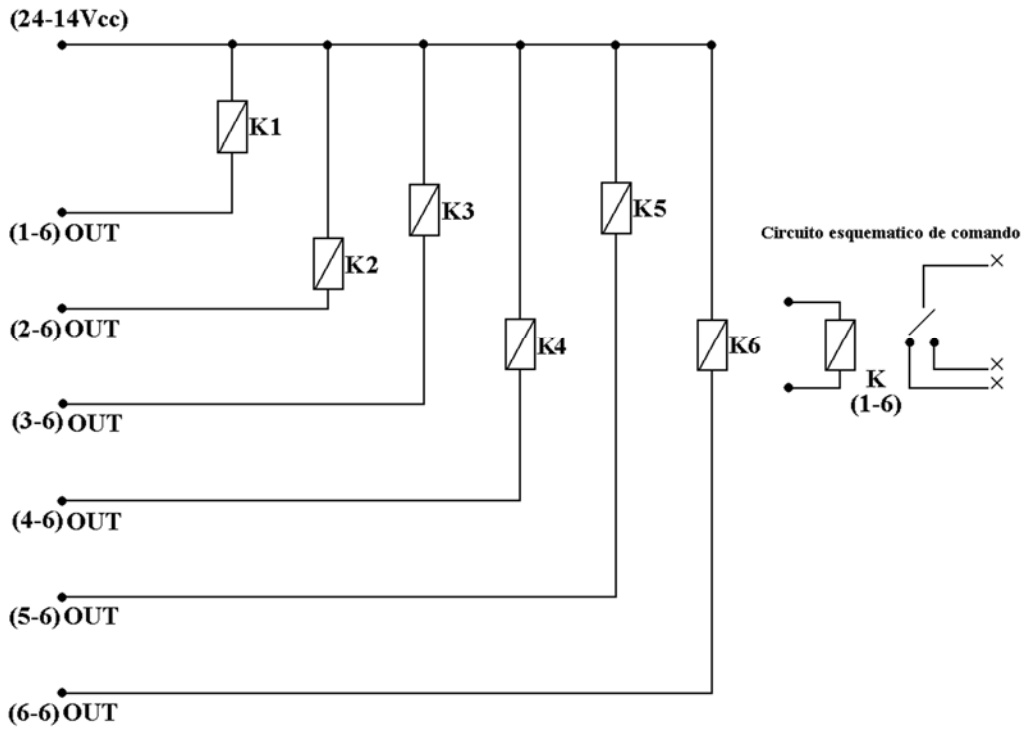 (24-14Vcc)
K1
(1-6) OUT
K2
(2-6) OUT
K3
(3-6) OUT
K4
(4-6) OUT
K5
(5-6) OUT
K6
(6-6) OUT
Circuito esquematico de comando
K
(1-6)